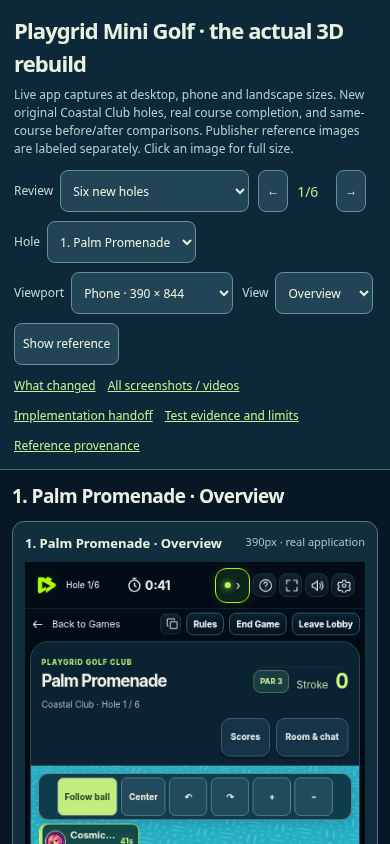 Playgrid Mini Golf · the actual 3D
rebuild
Live app captures at desktop, phone and landscape sizes. New
original Coastal Club holes, real course completion, and same-
course before/after comparisons. Publisher reference images
are labeled separately. Click an image for full size.
Review Six new holes ← 1/6 →
Hole 1. Palm Promenade
Viewport Phone · 390 × 844 View Overview
Show reference
What changed All screenshots / videos
Implementation handoff Test evidence and limits
Reference provenance
1. Palm Promenade · Overview
1. Palm Promenade · Overview 390px · real application
Hole 1/6 0:41
← Back to Games Rules End Game Leave Lobby
PLAYGRID GOLF CLUB
Palm Promenade PAR 3 Stroke 0
Coastal Club · Hole 1 / 6
Scores Room & chat
Follow ball Center ↶ ↷ + −
Cosmic... 41s